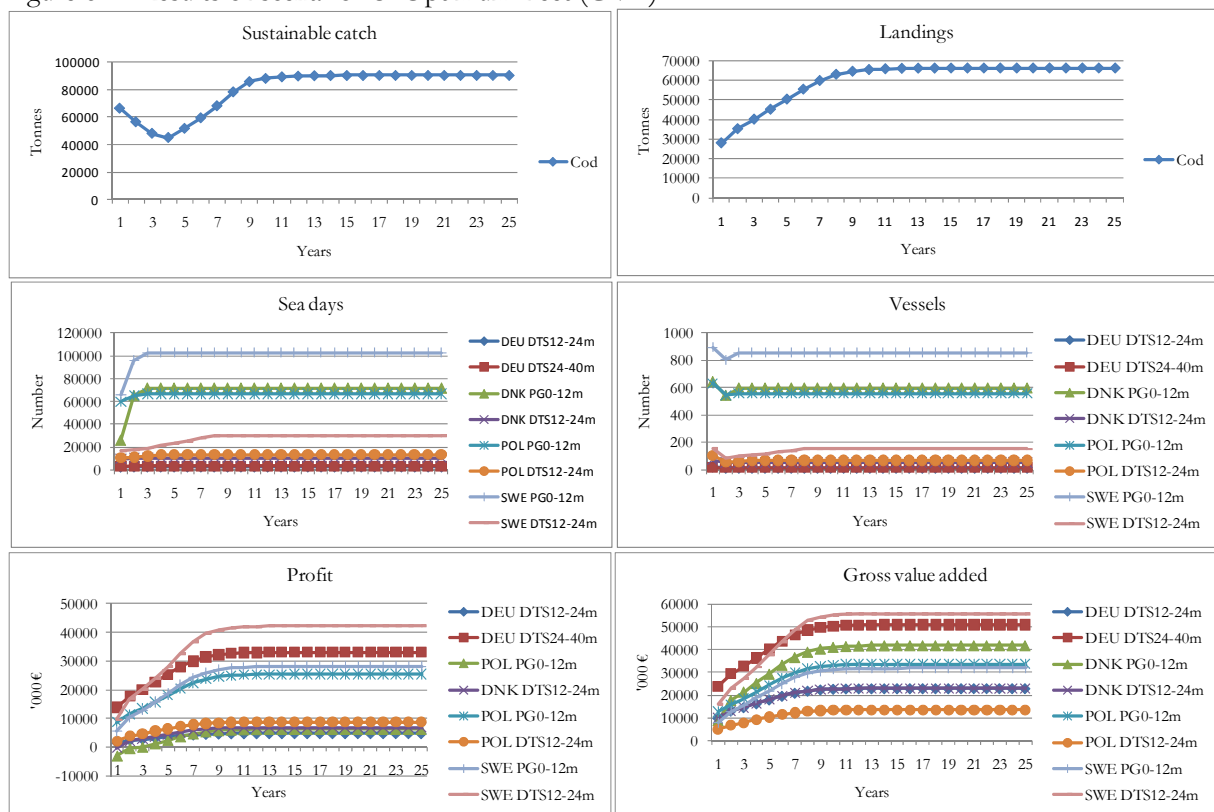 Figure Results of scenario
Sustainable catch
Tonnes
100000
80000
60000
40000
20000
0
1 3 5 7 9 11 13 15 17 19 21 23 25
Years
Cod
Landings
Tonnes
70000
60000
50000
40000
30000
20000
10000
0
1 3 5 7 9 11 13 15 17 19 21 23 25
Years
Cod
Sea days
Number
120000
100000
80000
60000
40000
20000
0
1 3 5 7 9 11 13 15 17 19 21 23 25
Years
DEU DTS12-24m
DEU DTS24-40m
DNK PG0-12m
DNK DTS12-24m
POL PG0-12m
POL DTS12-24m
SWE PG0-12m
SWE DTS12-24m
Vessels
Number
1000
800
600
400
200
0
1 3 5 7 9 11 13 15 17 19 21 23 25
Years
DEU DTS12-24m
DEU DTS24-40m
DNK PG0-12m
DNK DTS12-24m
POL PG0-12m
POL DTS12-24m
SWE PG0-12m
SWE DTS12-24m
Profit
'000 €
50000
40000
30000
20000
10000
0
-10000
1 3 5 7 9 11 13 15 17 19 21 23 25
Years
DEU DTS12-24m
DEU DTS24-40m
POL PG0-12m
DNK DTS12-24m
POL PG0-12m
POL DTS12-24m
SWE PG0-12m
SWE DTS12-24m
Gross value added
'000 €
60000
50000
40000
30000
20000
10000
0
1 3 5 7 9 11 13 15 17 19 21 23 25
Years
DEU DTS12-24m
DEU DTS24-40m
DNK PG0-12m
DNK DTS12-24m
POL PG0-12m
POL DTS12-24m
SWE PG0-12m
SWE DTS12-24m